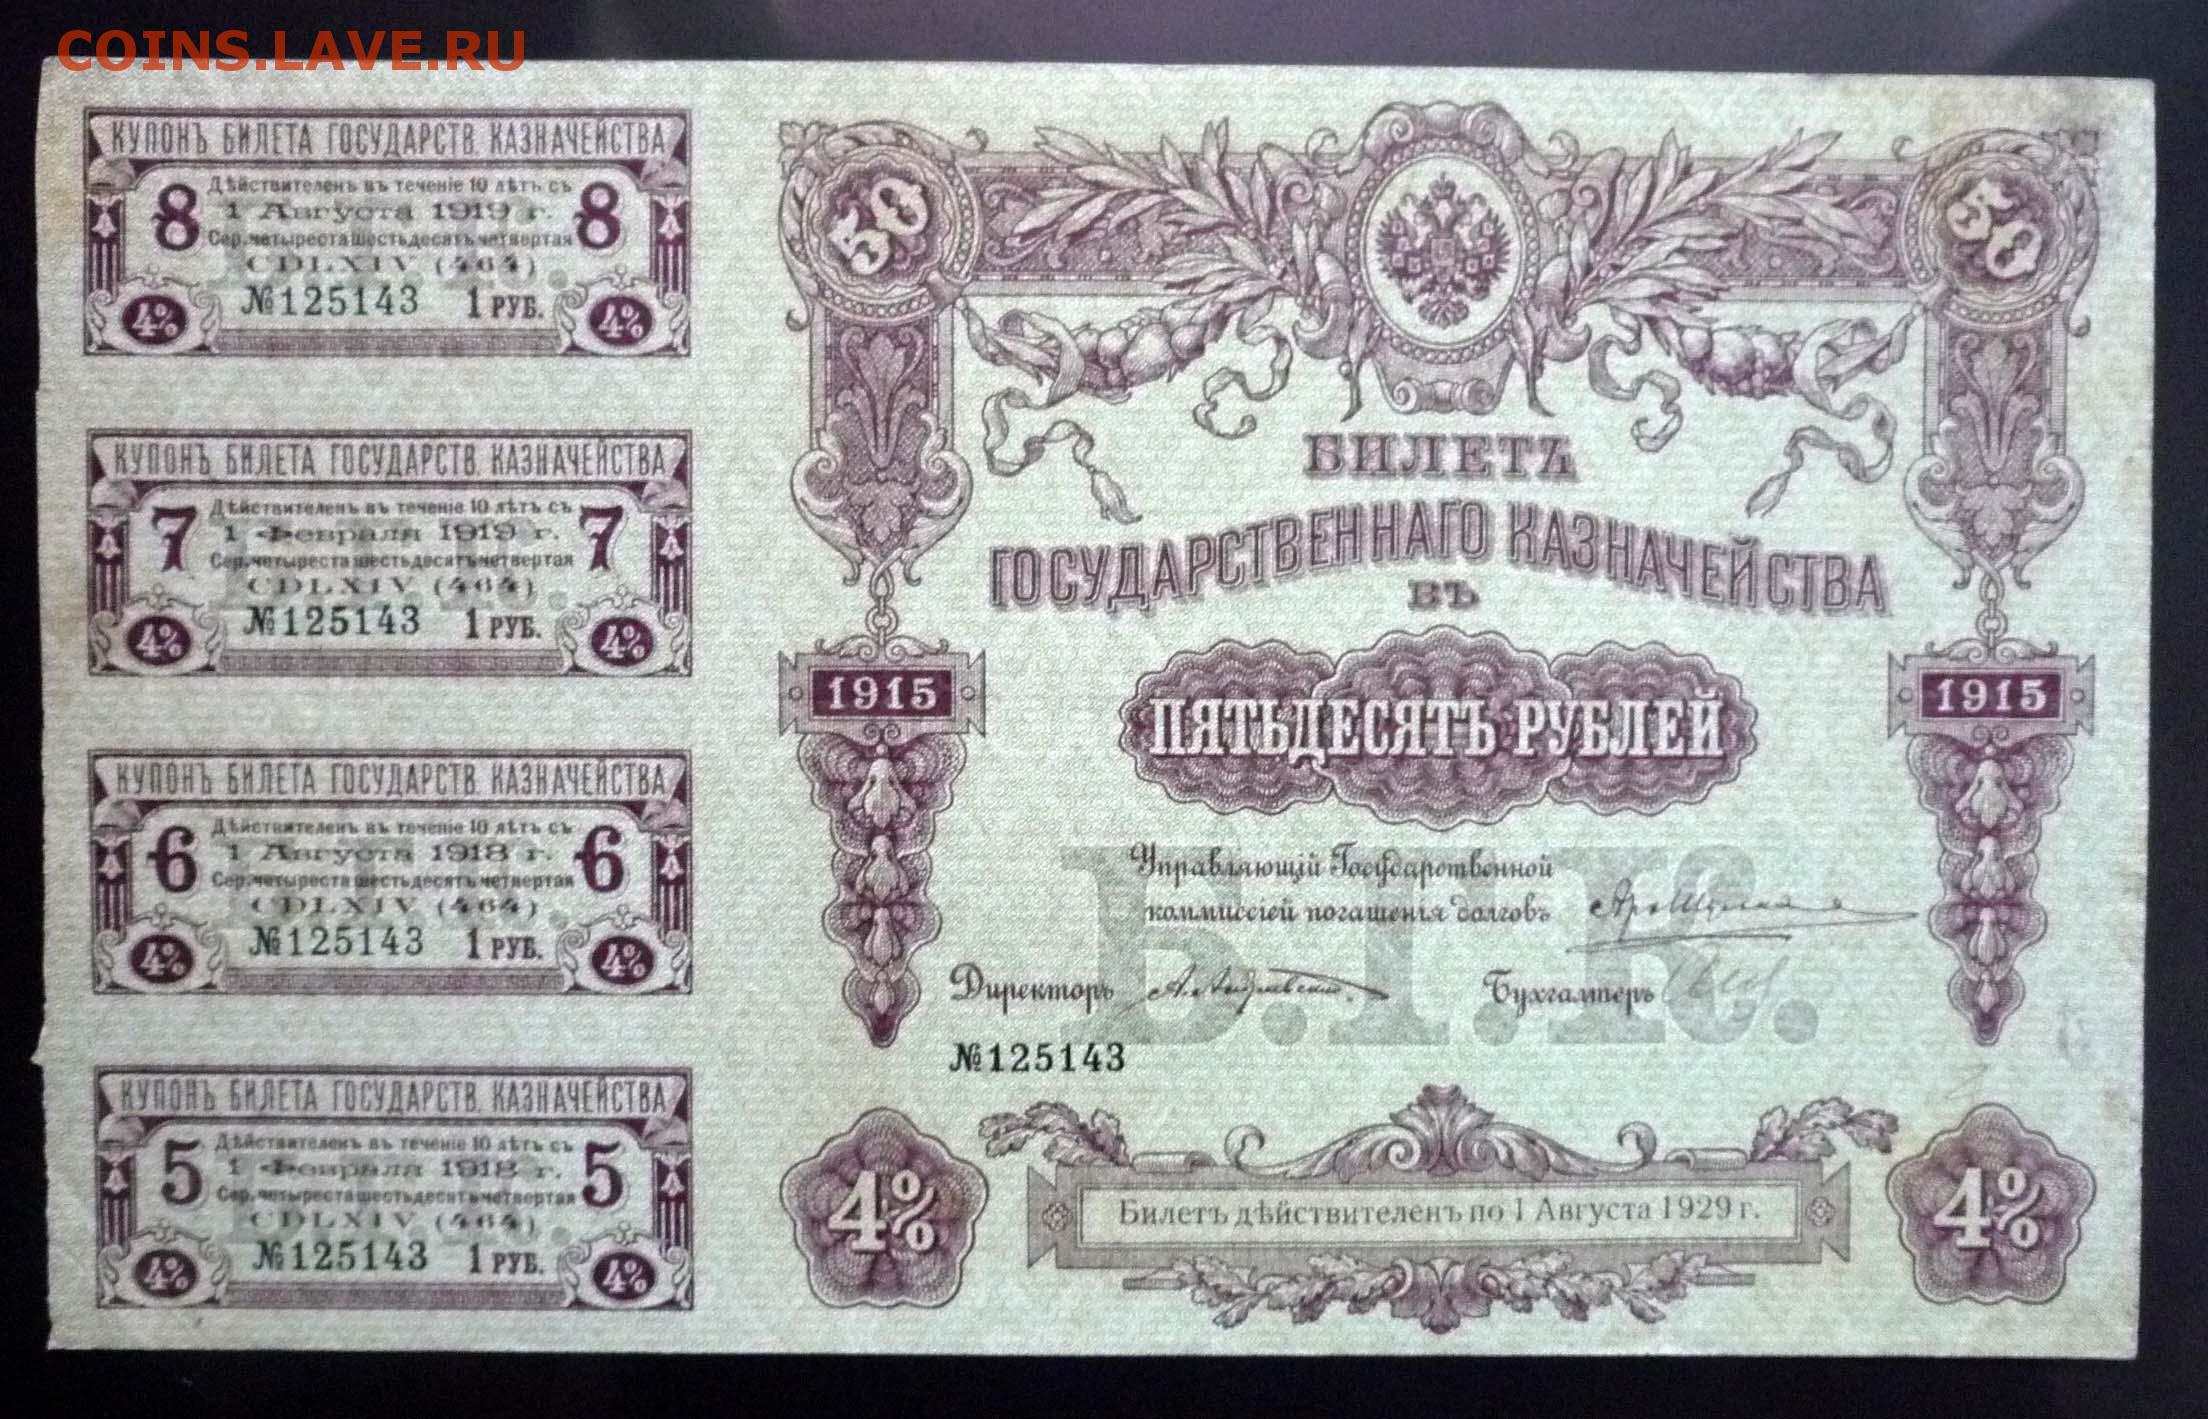 COINS.LAVE.RU
КУПОНЪ БИЛЕТА ГОСУДАРСТВ. КАЗНАЧЕЙСТВА
Дѣйствителенъ въ теченіе 10 лѣтъ съ
8 1 Августа 1919 г. 8
Сер. четыреста шестьдесятъ четвертая
CDLXIV (464)
№125143 1 РУБ.
4% 4%
КУПОНЪ БИЛЕТА ГОСУДАРСТВ. КАЗНАЧЕЙСТВА
Дѣйствителенъ въ теченіе 10 лѣтъ съ
7 1 Февраля 1919 г. 7
Сер. четыреста шестьдесятъ четвертая
CDLXIV (464)
№125143 1 РУБ.
4% 4%
КУПОНЪ БИЛЕТА ГОСУДАРСТВ. КАЗНАЧЕЙСТВА
Дѣйствителенъ въ теченіе 10 лѣтъ съ
6 1 Августа 1918 г. 6
Сер. четыреста шестьдесятъ четвертая
CDLXIV (464)
№125143 1 РУБ.
4% 4%
КУПОНЪ БИЛЕТА ГОСУДАРСТВ. КАЗНАЧЕЙСТВА
Дѣйствителенъ въ теченіе 10 лѣтъ съ
5 1 Февраля 1918 г. 5
Сер. четыреста шестьдесятъ четвертая
CDLXIV (464)
№125143 1 РУБ.
4% 4%
50 50
БИЛЕТЪ
ГОСУДАРСТВЕННАГО КАЗНАЧЕЙСТВА
ВЪ
1915 1915
ПЯТЬДЕСЯТЪ РУБЛЕЙ
Б.Г.К.
Управляющій Государственной
коммиссіей погашенія долговъ
Директоръ Бухгалтеръ
№125143
4% 4%
Билетъ дѣйствителенъ по 1 Августа 1929 г.